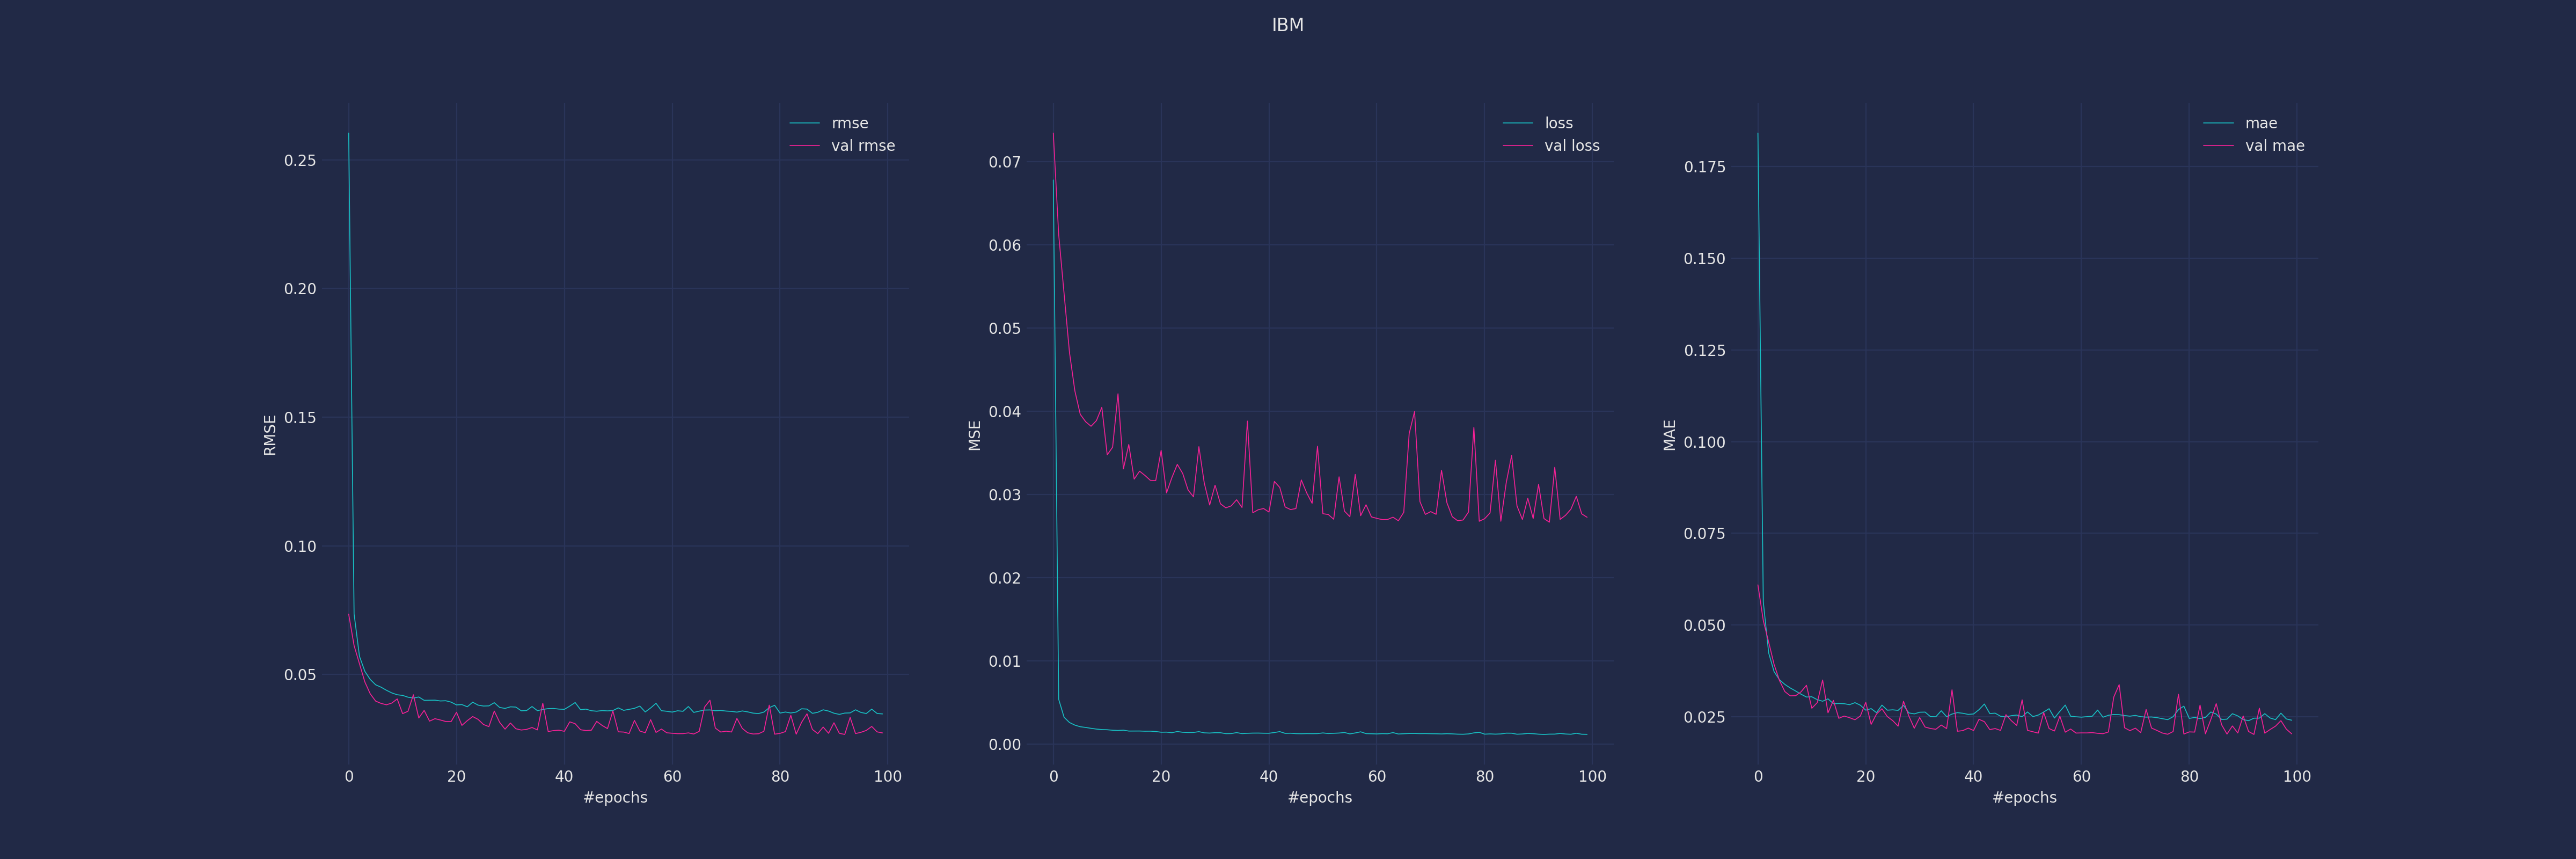 IBM
RMSE
0.25
0.20
0.15
0.10
0.05
0 20 40 60 80 100
#epochs
rmse
val rmse
MSE
0.07
0.06
0.05
0.04
0.03
0.02
0.01
0.00
0 20 40 60 80 100
#epochs
loss
val loss
MAE
0.175
0.150
0.125
0.100
0.075
0.050
0.025
0 20 40 60 80 100
#epochs
mae
val mae